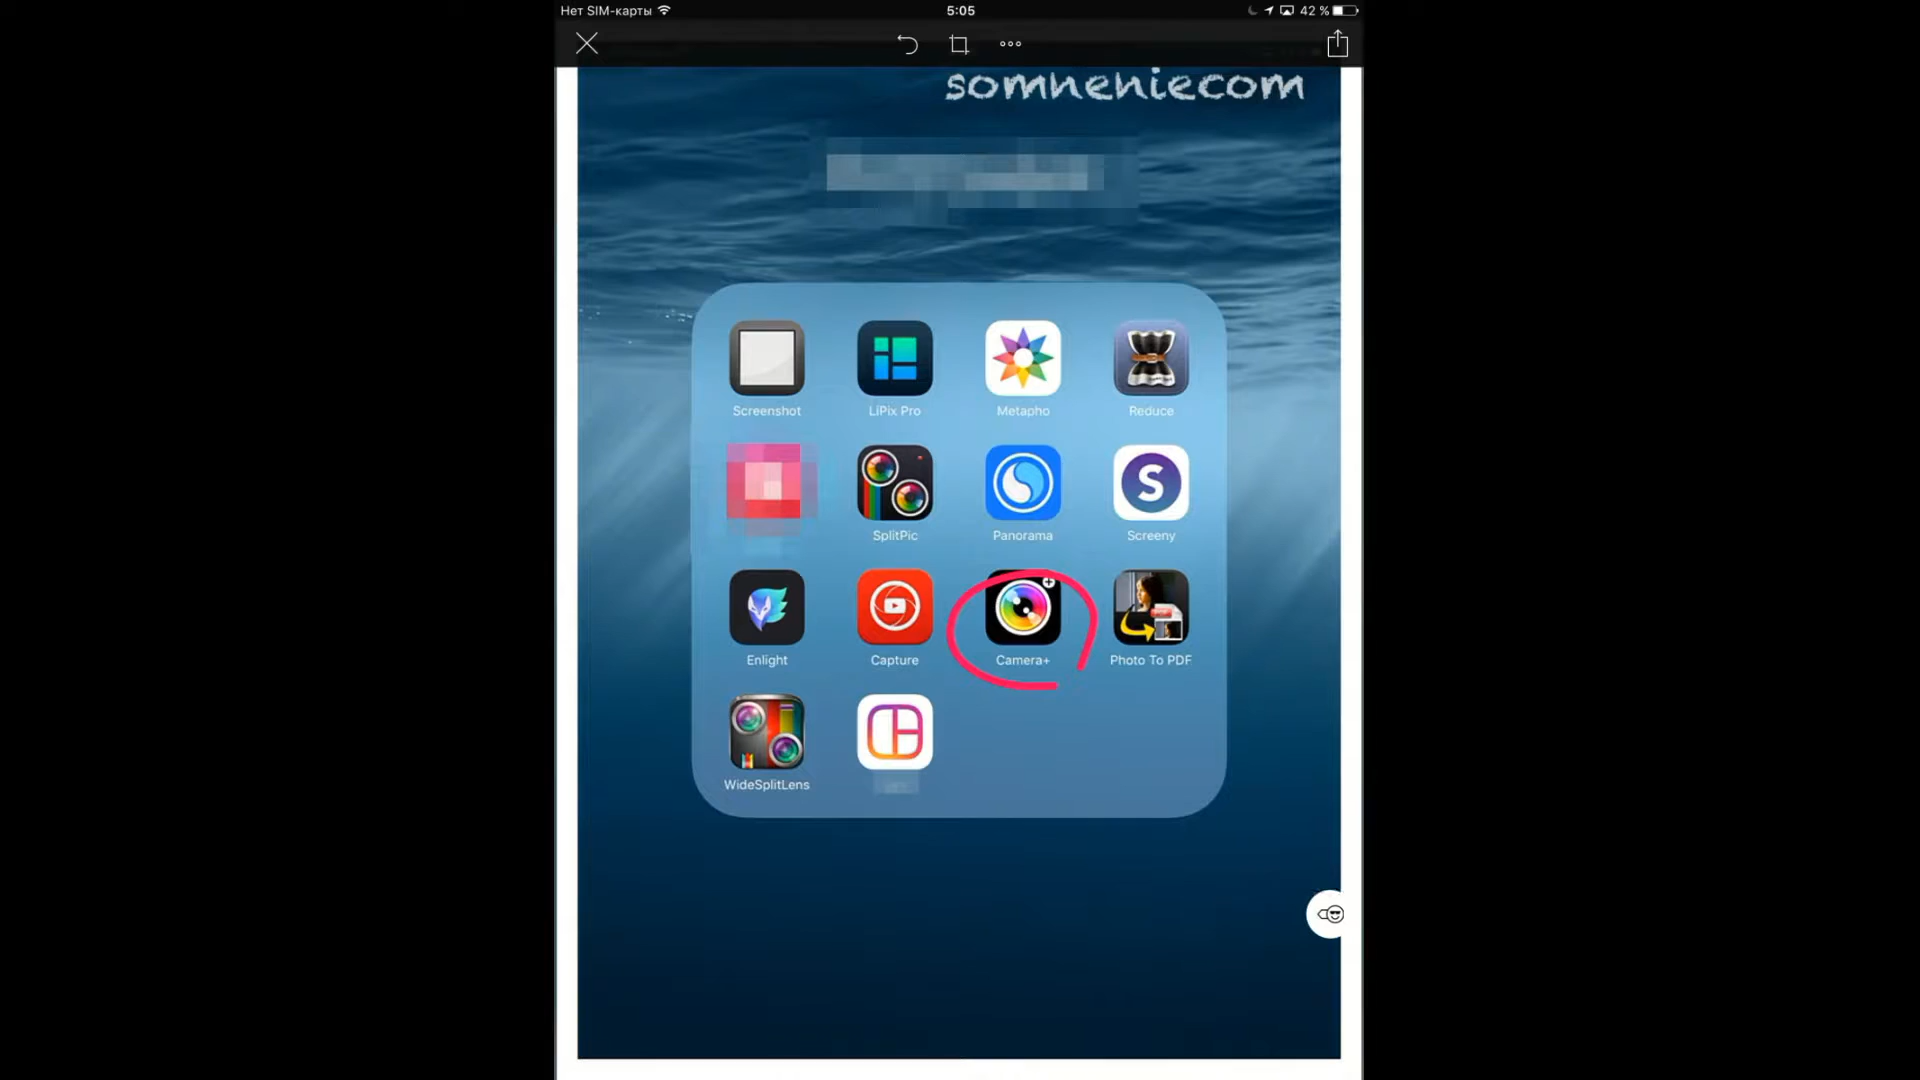 Нет SIM-карты 5:05 42 %
somneniecom
Screenshot LiPix Pro Metapho Reduce
SplitPic Panorama Screeny
S
Enlight Capture Camera+ Photo To PDF
WideSplitLens